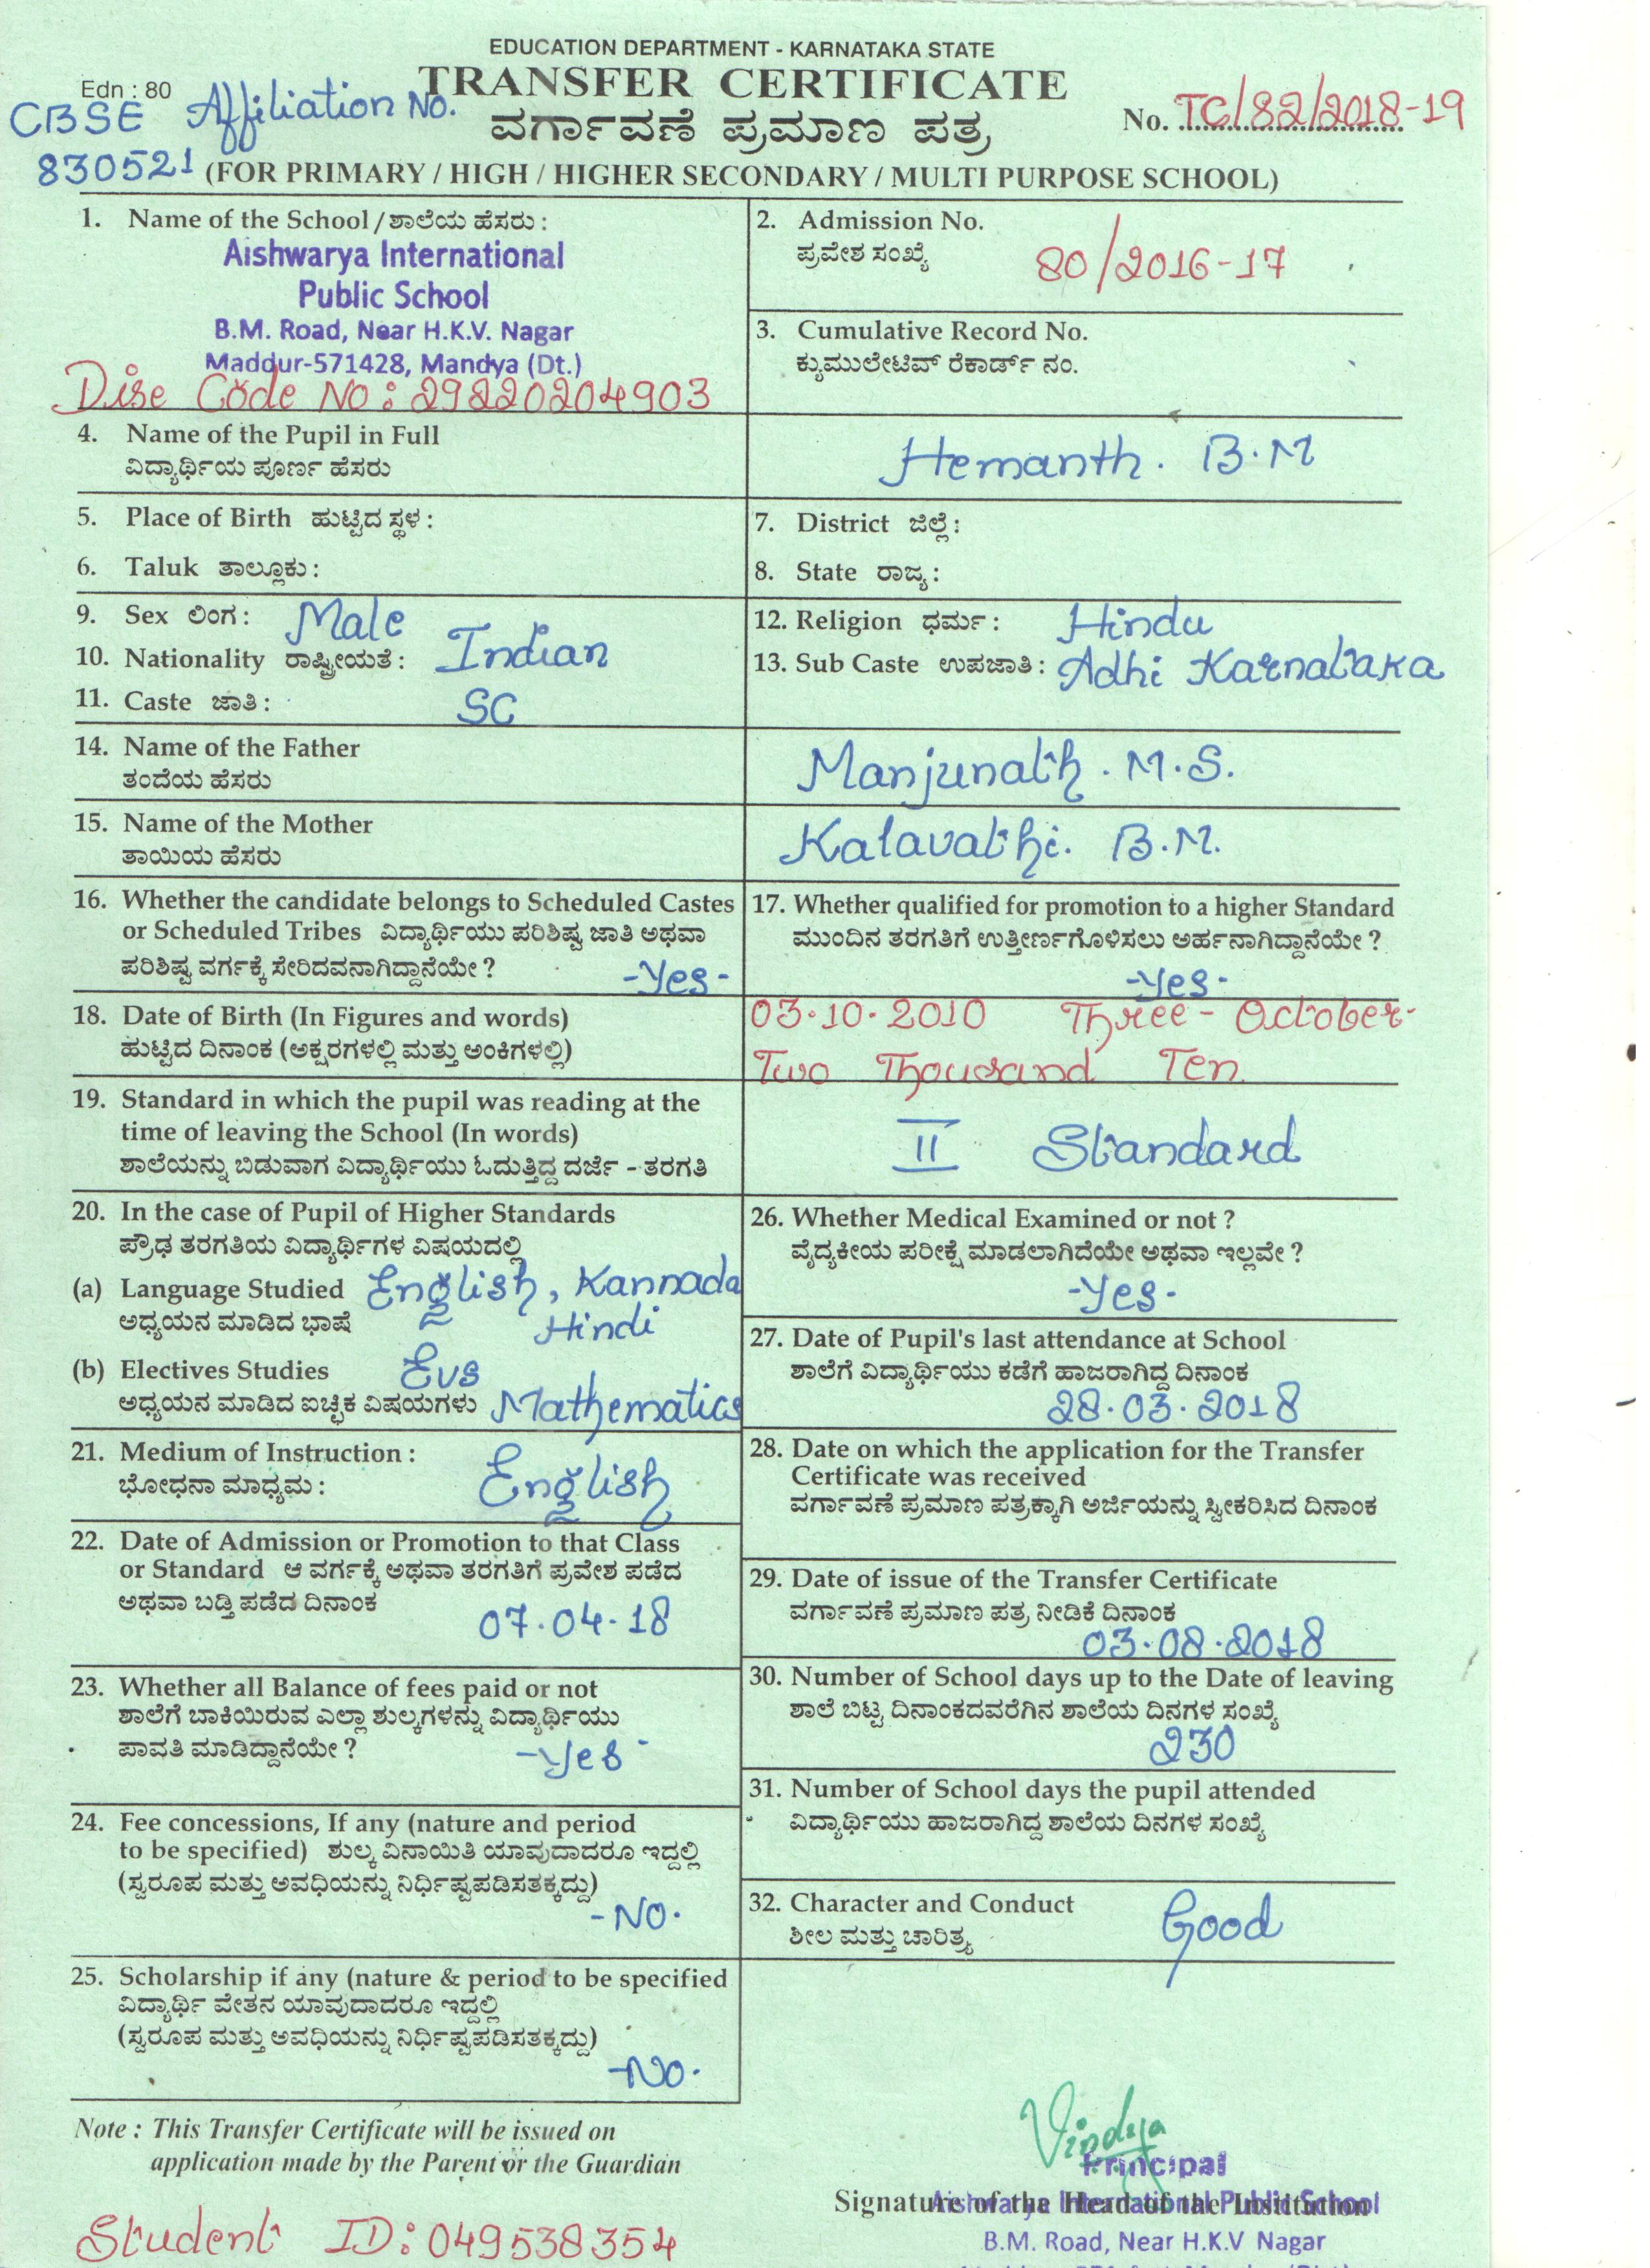 EDUCATION DEPARTMENT - KARNATAKA STATE
Edn : 80
TRANSFER CERTIFICATE
CBSE Affiliation No.
830521
ವರ್ಗಾವಣೆ ಪ್ರಮಾಣ ಪತ್ರ
No. TC/82/2018-19
(FOR PRIMARY / HIGH / HIGHER SECONDARY / MULTI PURPOSE SCHOOL)
1. Name of the School / ಶಾಲೆಯ ಹೆಸರು :
Aishwarya International
Public School
B.M. Road, Near H.K.V. Nagar
Maddur-571428, Mandya (Dt.)
Dise Code No : 29220204903
2. Admission No.
ಪ್ರವೇಶ ಸಂಖ್ಯೆ 80/2016-17
3. Cumulative Record No.
ಕ್ಯುಮುಲೇಟಿವ್ ರೆಕಾರ್ಡ್ ನಂ.
4. Name of the Pupil in Full
ವಿದ್ಯಾರ್ಥಿಯ ಪೂರ್ಣ ಹೆಸರು
Hemanth. B.M
5. Place of Birth ಹುಟ್ಟಿದ ಸ್ಥಳ :
6. Taluk ತಾಲ್ಲೂಕು :
7. District ಜಿಲ್ಲೆ :
8. State ರಾಜ್ಯ :
9. Sex ಲಿಂಗ : Male
10. Nationality ರಾಷ್ಟ್ರೀಯತೆ : Indian
11. Caste ಜಾತಿ : SC
12. Religion ಧರ್ಮ : Hindu
13. Sub Caste ಉಪಜಾತಿ : Adhi Karnataka
14. Name of the Father
ತಂದೆಯ ಹೆಸರು
Manjunath. M.S.
15. Name of the Mother
ತಾಯಿಯ ಹೆಸರು
Kalavathi. B.M.
16. Whether the candidate belongs to Scheduled Castes
or Scheduled Tribes ವಿದ್ಯಾರ್ಥಿಯು ಪರಿಶಿಷ್ಟ ಜಾತಿ ಅಥವಾ
ಪರಿಶಿಷ್ಟ ವರ್ಗಕ್ಕೆ ಸೇರಿದವನಾಗಿದ್ದಾನೆಯೇ ? -Yes-
17. Whether qualified for promotion to a higher Standard
ಮುಂದಿನ ತರಗತಿಗೆ ಉತ್ತೀರ್ಣಗೊಳಿಸಲು ಅರ್ಹನಾಗಿದ್ದಾನೆಯೇ ?
-Yes-
18. Date of Birth (In Figures and words)
ಹುಟ್ಟಿದ ದಿನಾಂಕ (ಅಕ್ಷರಗಳಲ್ಲಿ ಮತ್ತು ಅಂಕಿಗಳಲ್ಲಿ)
03.10.2010 Three - October-
Two Thousand Ten
19. Standard in which the pupil was reading at the
time of leaving the School (In words)
ಶಾಲೆಯನ್ನು ಬಿಡುವಾಗ ವಿದ್ಯಾರ್ಥಿಯು ಓದುತ್ತಿದ್ದ ದರ್ಜೆ - ತರಗತಿ
II Standard
20. In the case of Pupil of Higher Standards
ಪ್ರೌಢ ತರಗತಿಯ ವಿದ್ಯಾರ್ಥಿಗಳ ವಿಷಯದಲ್ಲಿ
(a) Language Studied English, Kannada
ಅಧ್ಯಯನ ಮಾಡಿದ ಭಾಷೆ Hindi
(b) Electives Studies Evs
ಅಧ್ಯಯನ ಮಾಡಿದ ಐಚ್ಛಿಕ ವಿಷಯಗಳು Mathematics
21. Medium of Instruction :
ಭೋಧನಾ ಮಾಧ್ಯಮ : English
22. Date of Admission or Promotion to that Class
or Standard ಆ ವರ್ಗಕ್ಕೆ ಅಥವಾ ತರಗತಿಗೆ ಪ್ರವೇಶ ಪಡೆದ
ಅಥವಾ ಬಡ್ತಿ ಪಡೆದ ದಿನಾಂಕ
07.04.18
23. Whether all Balance of fees paid or not
ಶಾಲೆಗೆ ಬಾಕಿಯಿರುವ ಎಲ್ಲಾ ಶುಲ್ಕಗಳನ್ನು ವಿದ್ಯಾರ್ಥಿಯು
ಪಾವತಿ ಮಾಡಿದ್ದಾನೆಯೇ ? -Yes-
24. Fee concessions, If any (nature and period
to be specified) ಶುಲ್ಕ ವಿನಾಯಿತಿ ಯಾವುದಾದರೂ ಇದ್ದಲ್ಲಿ
(ಸ್ವರೂಪ ಮತ್ತು ಅವಧಿಯನ್ನು ನಿರ್ಧಿಷ್ಟಪಡಿಸತಕ್ಕದ್ದು)
-No.
25. Scholarship if any (nature & period to be specified
ವಿದ್ಯಾರ್ಥಿ ವೇತನ ಯಾವುದಾದರೂ ಇದ್ದಲ್ಲಿ
(ಸ್ವರೂಪ ಮತ್ತು ಅವಧಿಯನ್ನು ನಿರ್ಧಿಷ್ಟಪಡಿಸತಕ್ಕದ್ದು)
-No.
26. Whether Medical Examined or not ?
ವೈದ್ಯಕೀಯ ಪರೀಕ್ಷೆ ಮಾಡಲಾಗಿದೆಯೇ ಅಥವಾ ಇಲ್ಲವೇ ?
-Yes-
27. Date of Pupil's last attendance at School
ಶಾಲೆಗೆ ವಿದ್ಯಾರ್ಥಿಯು ಕಡೆಗೆ ಹಾಜರಾಗಿದ್ದ ದಿನಾಂಕ
28.03.2018
28. Date on which the application for the Transfer
Certificate was received
ವರ್ಗಾವಣೆ ಪ್ರಮಾಣ ಪತ್ರಕ್ಕಾಗಿ ಅರ್ಜಿಯನ್ನು ಸ್ವೀಕರಿಸಿದ ದಿನಾಂಕ
29. Date of issue of the Transfer Certificate
ವರ್ಗಾವಣೆ ಪ್ರಮಾಣ ಪತ್ರ ನೀಡಿಕೆ ದಿನಾಂಕ
03.08.2018
30. Number of School days up to the Date of leaving
ಶಾಲೆ ಬಿಟ್ಟ ದಿನಾಂಕದವರೆಗಿನ ಶಾಲೆಯ ದಿನಗಳ ಸಂಖ್ಯೆ
230
31. Number of School days the pupil attended
ವಿದ್ಯಾರ್ಥಿಯು ಹಾಜರಾಗಿದ್ದ ಶಾಲೆಯ ದಿನಗಳ ಸಂಖ್ಯೆ
32. Character and Conduct
ಶೀಲ ಮತ್ತು ಚಾರಿತ್ರ್ಯ Good
Note : This Transfer Certificate will be issued on
application made by the Parent or the Guardian
Student ID: 049538354
Vindya
Principal
Signature of the Head of the Institution
Aishwarya International Public School
B.M. Road, Near H.K.V Nagar